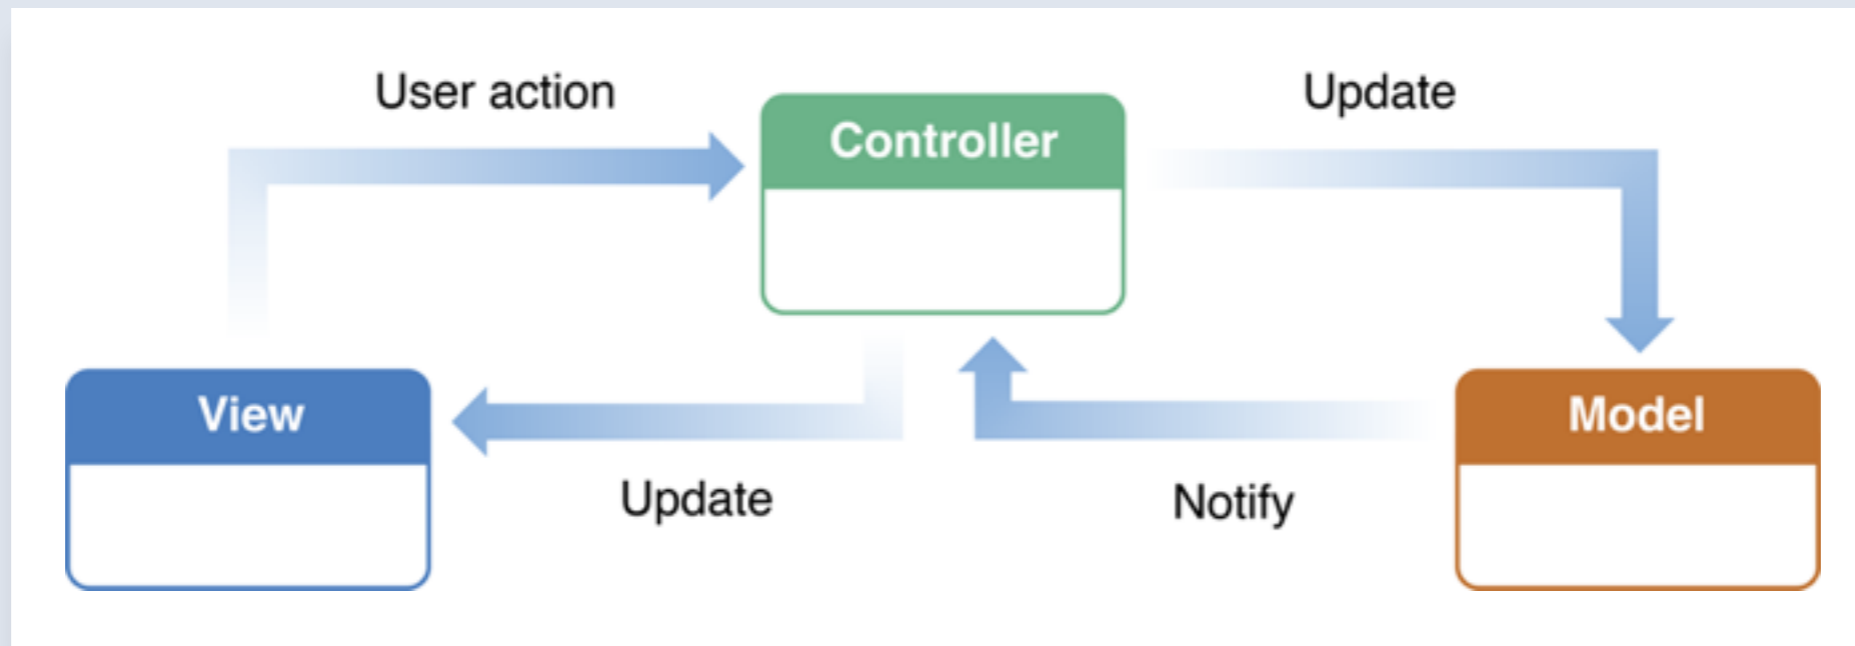 User action
Update
Controller
View
Model
Update
Notify